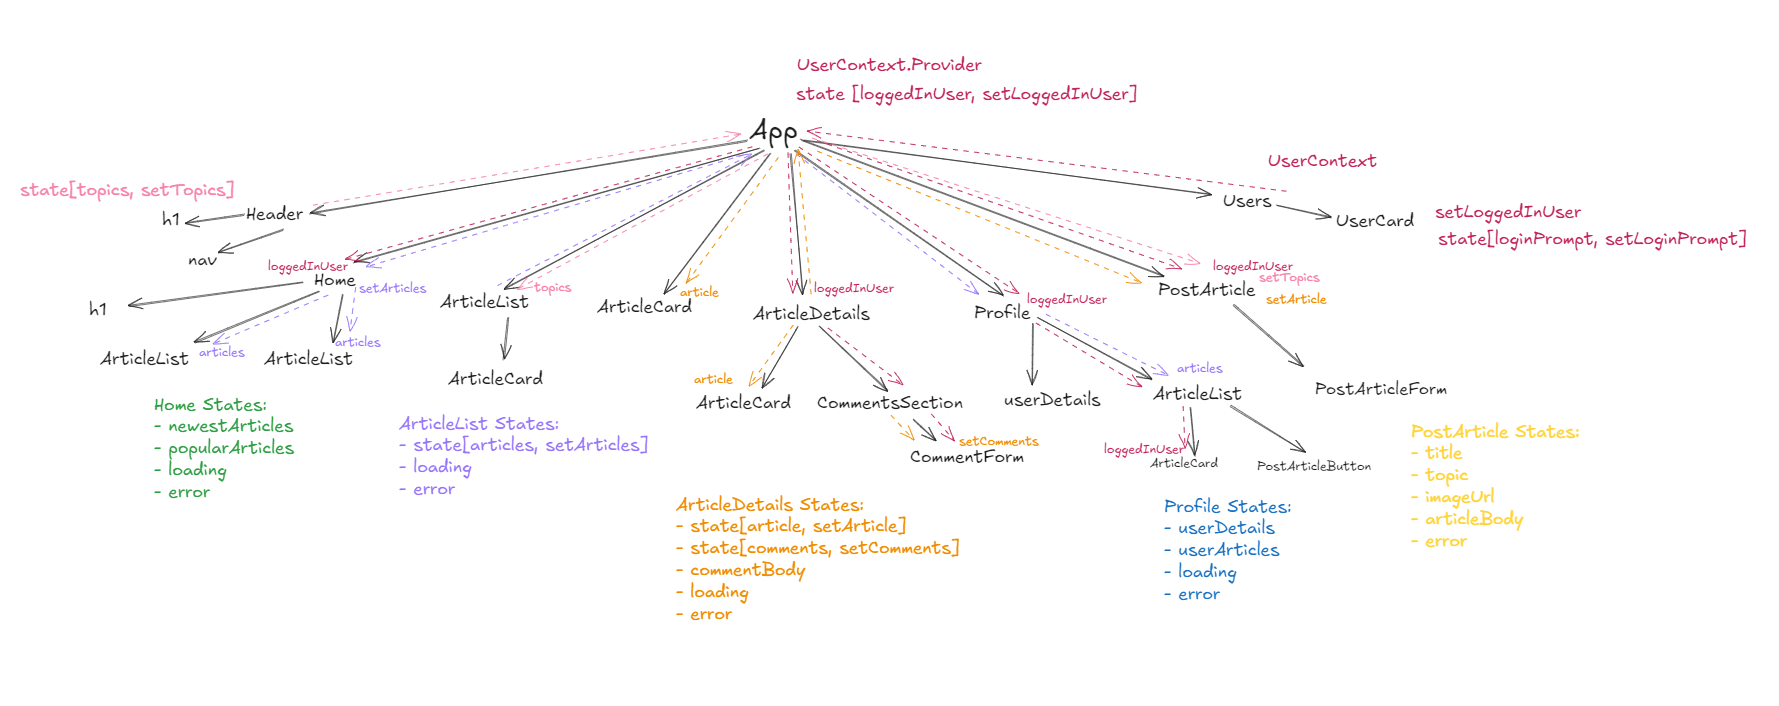 UserContext.Provider
state [loggedInUser, setLoggedInUser]
App
UserContext
state[topics, setTopics]
h1
Header
nav
Users
UserCard
setLoggedInUser
state[loginPrompt, setLoginPrompt]
loggedInUser
Home
setArticles
h1
ArticleList
articles
ArticleList
articles
ArticleList
topics
ArticleCard
ArticleCard
article
loggedInUser
ArticleDetails
article
ArticleCard
CommentsSection
setComments
CommentForm
Profile
loggedInUser
userDetails
articles
ArticleList
loggedInUser
ArticleCard
PostArticleButton
loggedInUser
setTopics
PostArticle
setArticle
PostArticleForm
Home States:
- newestArticles
- popularArticles
- loading
- error
ArticleList States:
- state[articles, setArticles]
- loading
- error
ArticleDetails States:
- state[article, setArticle]
- state[comments, setComments]
- commentBody
- loading
- error
Profile States:
- userDetails
- userArticles
- loading
- error
PostArticle States:
- title
- topic
- imageUrl
- articleBody
- error